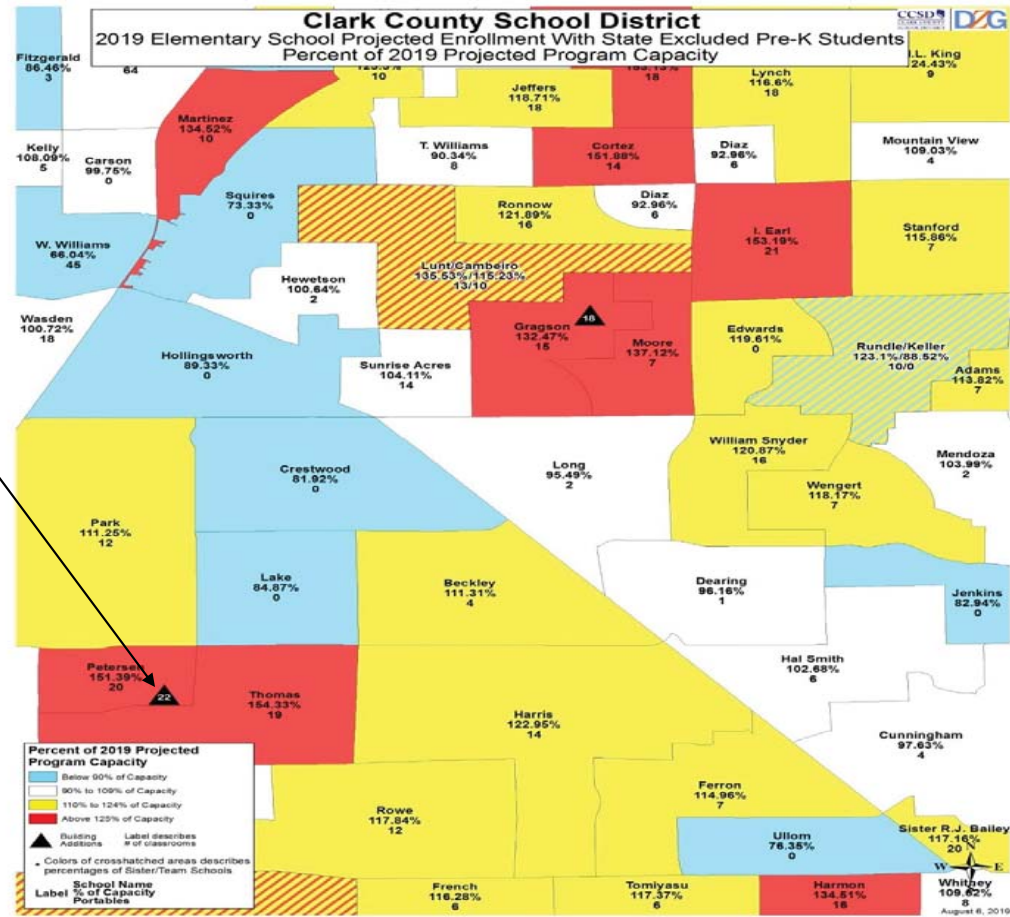 Clark County School District
2019 Elementary School Projected Enrollment With State Excluded Pre-K Students
Percent of 2019 Projected Program Capacity
CCSD
DZG
Fitzgerald
86.46%
3
64
10
18
Jeffers
118.71%
18
Lynch
116.6%
18
King
124.43%
9
Martinez
134.52%
10
Kelly
108.09%
5
Carson
99.75%
0
T. Williams
90.34%
8
Cortez
151.88%
14
Diaz
92.96%
6
Mountain View
109.03%
4
Squires
73.33%
0
Ronnow
121.89%
16
Diaz
92.96%
6
I. Earl
153.19%
21
Stanford
115.86%
7
W. Williams
66.04%
45
Hewetson
100.64%
2
Lunt/Cambeiro
135.53%/115.23%
13/10
Wasden
100.72%
18
Hollingsworth
89.33%
0
Sunrise Acres
104.11%
14
18
Gragson
132.47%
15
Moore
137.12%
7
Edwards
119.61%
0
Rundle/Keller
123.1%/88.52%
10/0
Adams
113.82%
7
Crestwood
81.92%
0
Long
95.49%
2
William Snyder
120.87%
16
Mendoza
103.99%
2
Wengert
118.17%
7
Park
111.25%
12
Lake
84.87%
0
Beckley
111.31%
4
Dearing
96.16%
1
Jenkins
82.94%
0
Petersen
151.39%
20
22
Thomas
154.33%
19
Hal Smith
102.68%
6
Harris
122.95%
14
Cunningham
97.63%
4
Percent of 2019 Projected
Program Capacity
Below 90% of Capacity
90% to 109% of Capacity
110% to 124% of Capacity
Above 125% of Capacity
Building
Additions
Label describes
# of classrooms
Colors of crosshatched areas describes
percentages of Sister/Team Schools
Label
School Name
% of Capacity
Portables
Rowe
117.84%
12
Ferron
114.96%
7
Ullom
76.35%
0
Sister R.J. Bailey
117.16%
20
N
W E
S
French
116.28%
6
Tomiyasu
117.37%
6
Harmon
134.51%
16
Whitney
109.62%
8
August 6, 2019